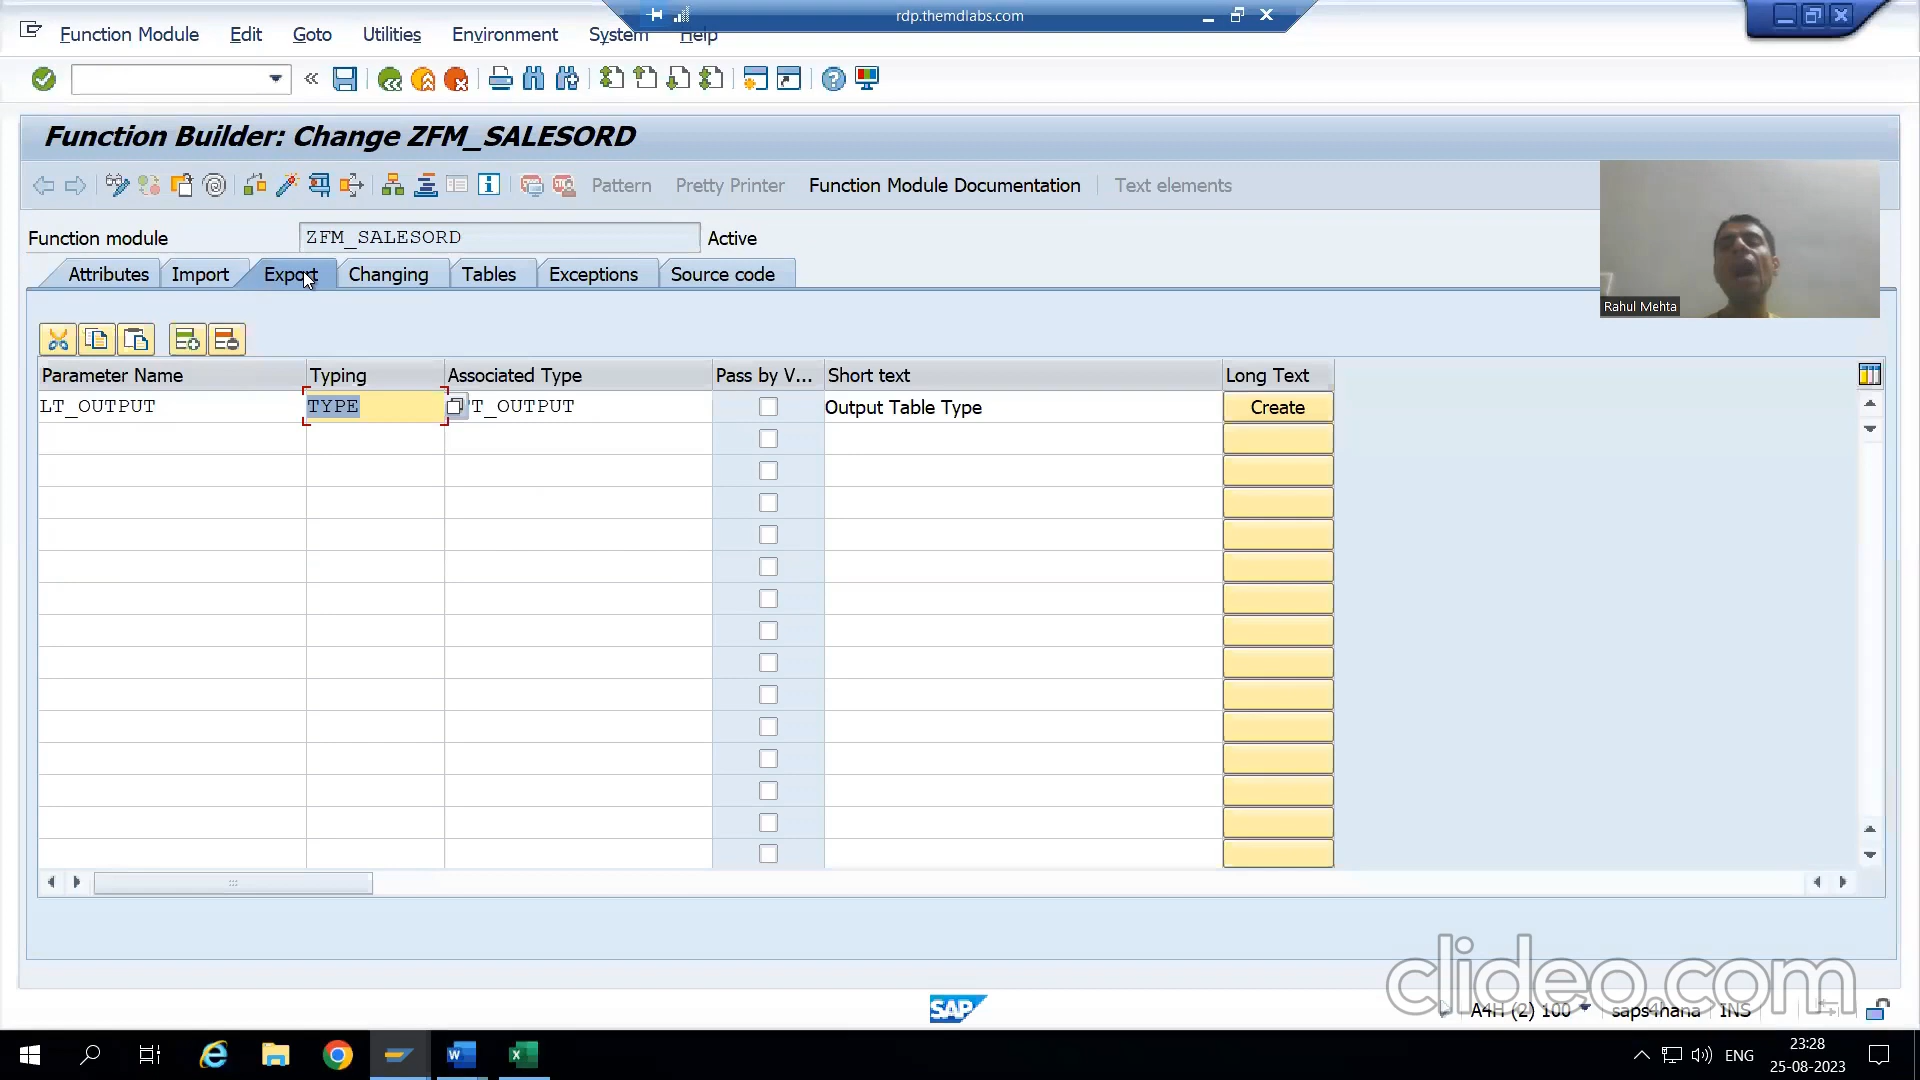 rdp.themdlabs.com
Function Module Edit Goto Utilities Environment System Help
Function Builder: Change ZFM_SALESORD
Pattern Pretty Printer Function Module Documentation Text elements
Function module ZFM_SALESORD Active
Attributes Import Export Changing Tables Exceptions Source code
Rahul Mehta
Parameter Name Typing Associated Type Pass by V... Short text Long Text
LT_OUTPUT TYPE T_OUTPUT Output Table Type Create
clideo.com
SAP
A4H (2) 100 saps4hana INS
23:28
ENG
25-08-2023